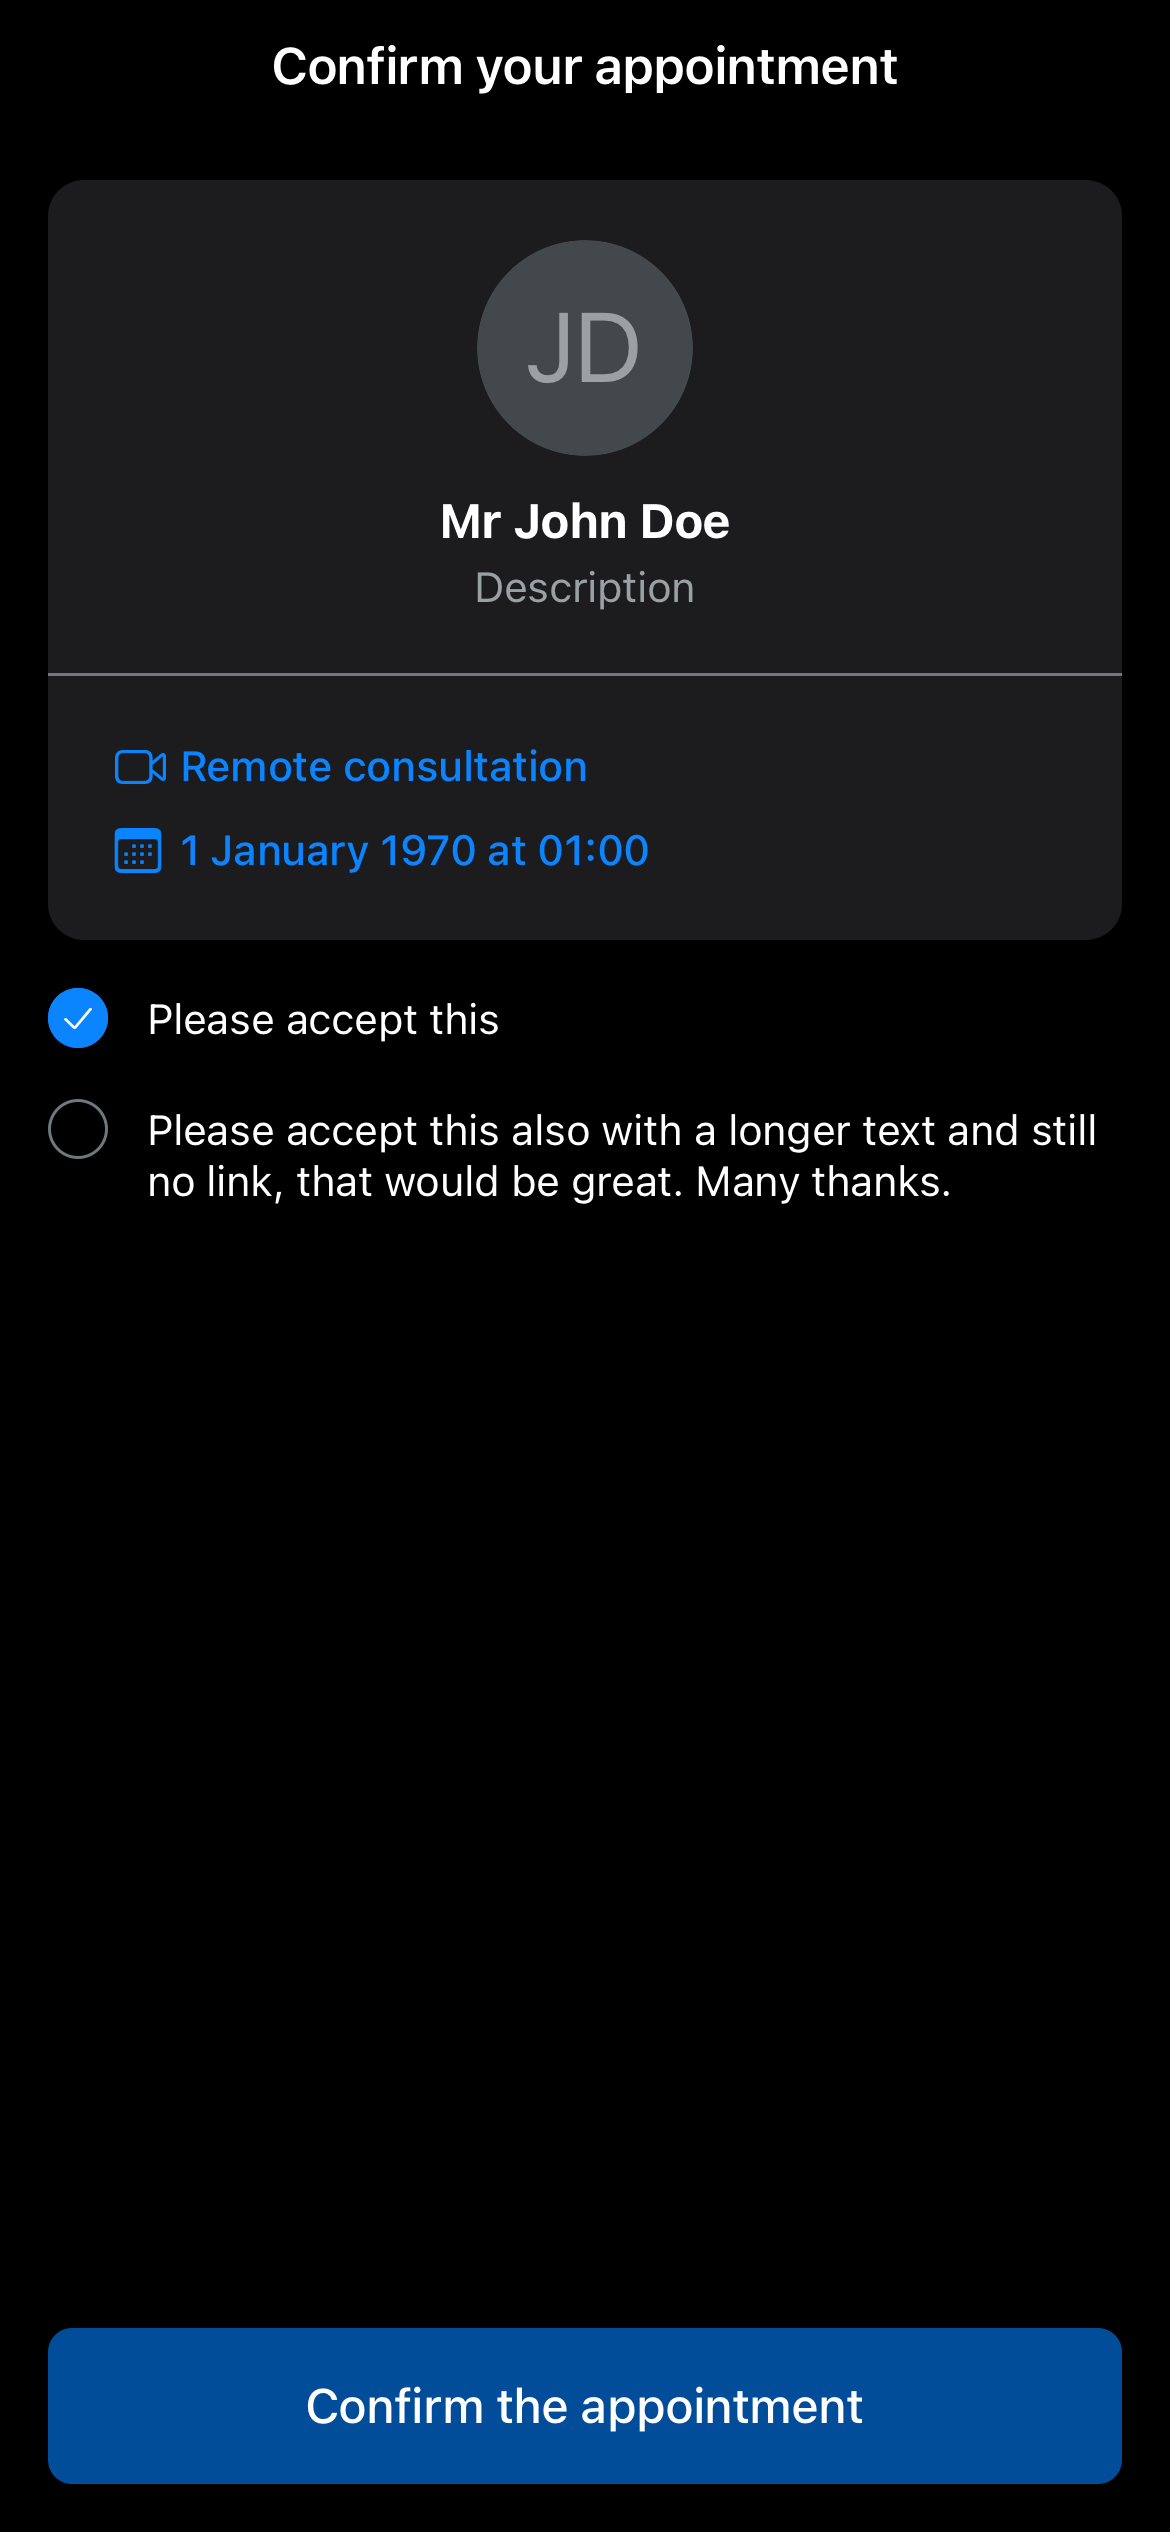 Confirm your appointment
JD
Mr John Doe
Description
Remote consultation
1 January 1970 at 01:00
Please accept this
Please accept this also with a longer text and still
no link, that would be great. Many thanks.
Confirm the appointment